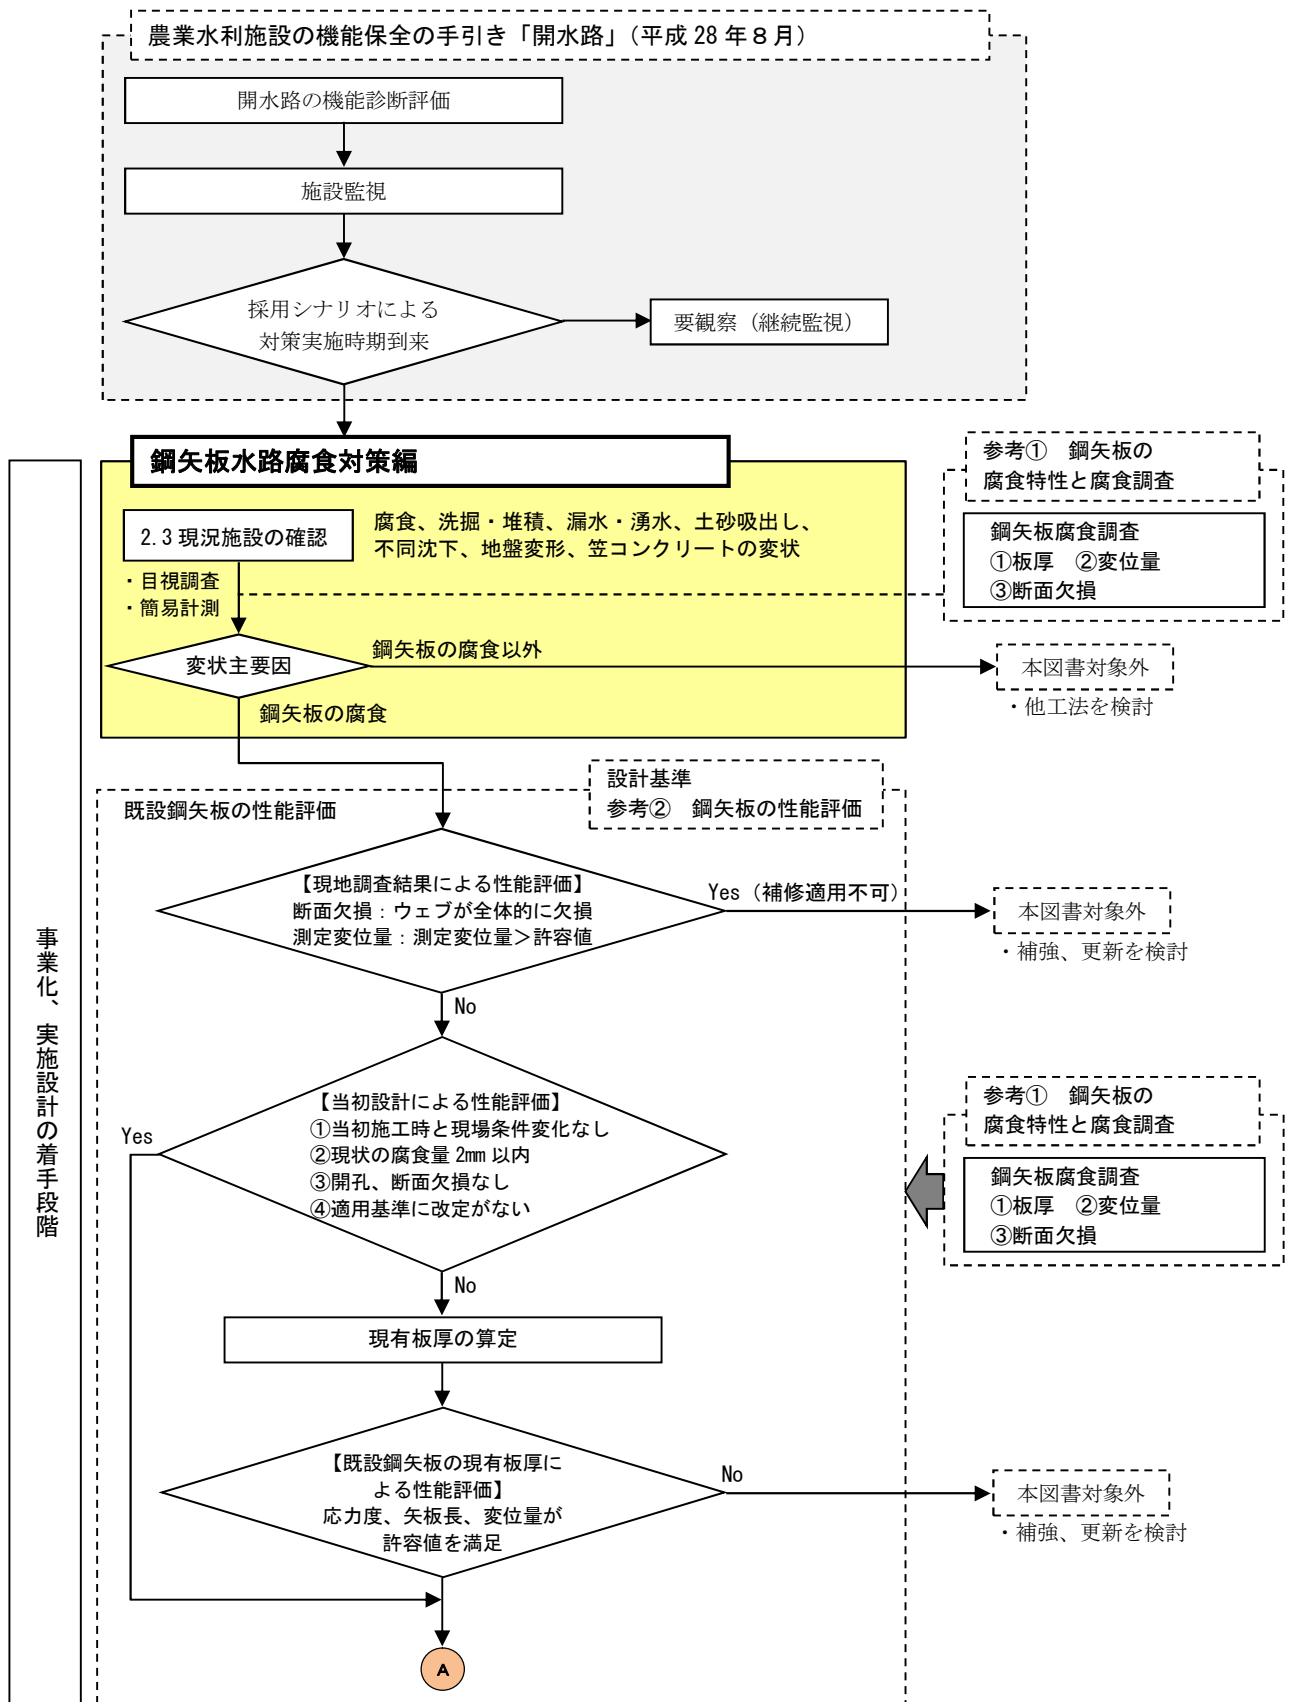 農業水利施設の機能保全の手引き「開水路」（平成 28 年８月）
開水路の機能診断評価
施設監視
採用シナリオによる
対策実施時期到来
要観察（継続監視）
鋼矢板水路腐食対策編
参考①　鋼矢板の
腐食特性と腐食調査
鋼矢板腐食調査
①板厚　②変位量
③断面欠損
2.3 現況施設の確認
腐食、洗掘・堆積、漏水・湧水、土砂吸出し、
不同沈下、地盤変形、笠コンクリートの変状
・目視調査
・簡易計測
変状主要因
鋼矢板の腐食以外
本図書対象外
・他工法を検討
鋼矢板の腐食
事業化、実施設計の着手段階
設計基準
参考②　鋼矢板の性能評価
既設鋼矢板の性能評価
【現地調査結果による性能評価】
断面欠損：ウェブが全体的に欠損
測定変位量：測定変位量＞許容値
Yes（補修適用不可）
本図書対象外
・補強、更新を検討
No
【当初設計による性能評価】
①当初施工時と現場条件変化なし
②現状の腐食量 2mm 以内
③開孔、断面欠損なし
④適用基準に改定がない
Yes
参考①　鋼矢板の
腐食特性と腐食調査
鋼矢板腐食調査
①板厚　②変位量
③断面欠損
No
現有板厚の算定
【既設鋼矢板の現有板厚に
よる性能評価】
応力度、矢板長、変位量が
許容値を満足
No
本図書対象外
・補強、更新を検討
A